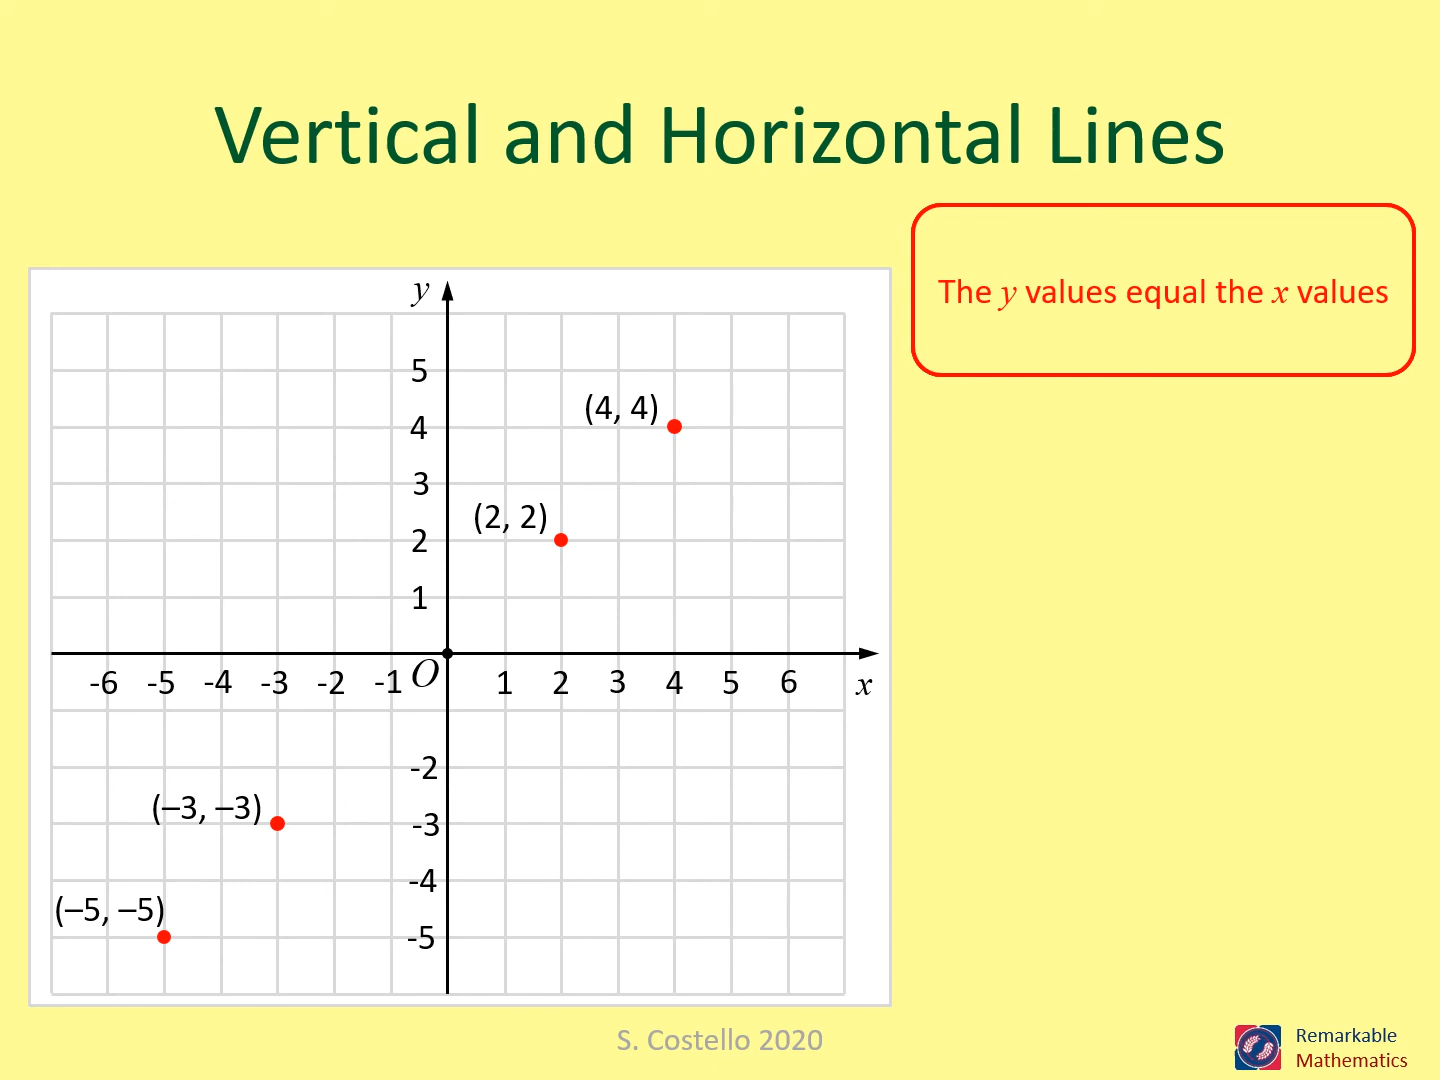 Vertical and Horizontal Lines
The y values equal the x values
y
5
(4, 4)
4
3
(2, 2)
2
1
-6 -5 -4 -3 -2 -1 O 1 2 3 4 5 6 x
-2
(–3, –3)
-3
-4
(–5, –5)
-5
S. Costello 2020
Remarkable
Mathematics